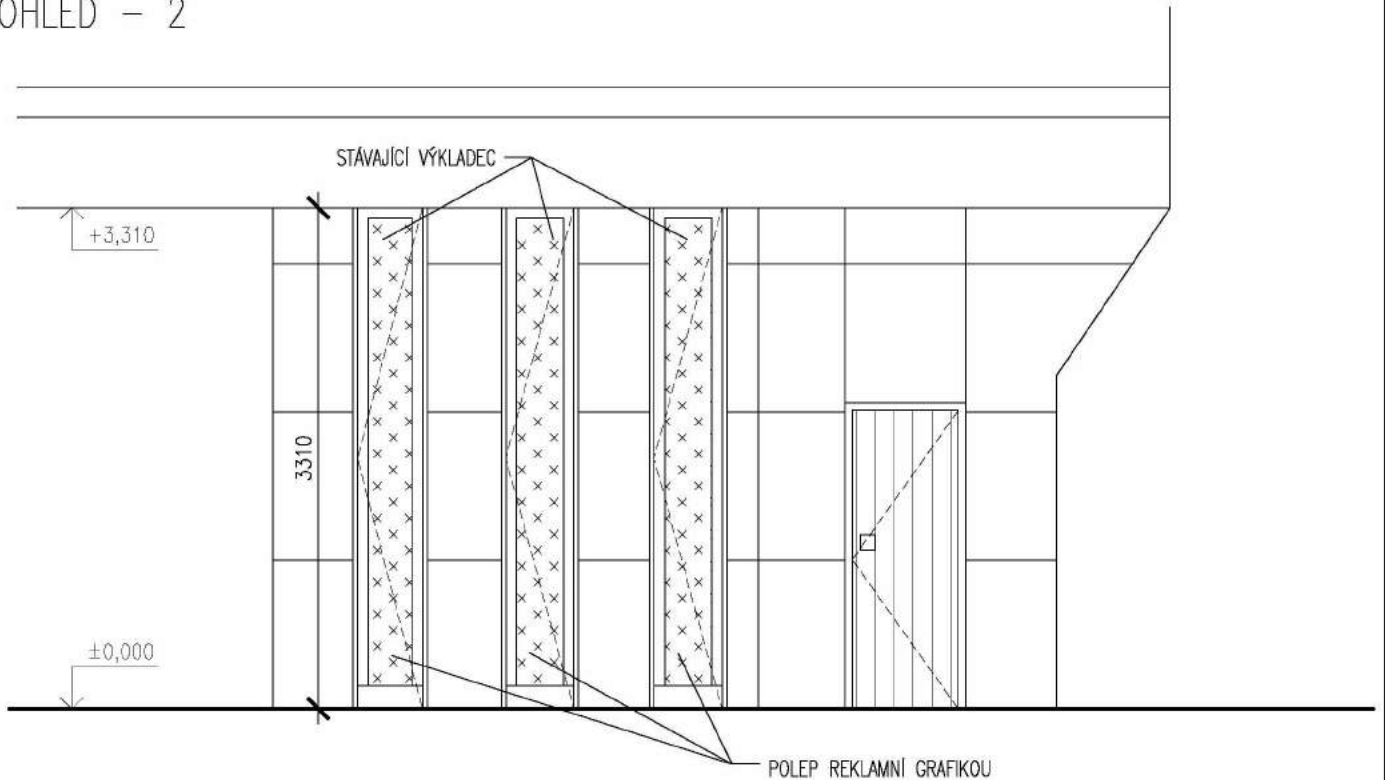 OHLED - 2
STÁVAJÍCÍ VÝKLADEC
+3,310
3310
±0,000
POLEP REKLAMNÍ GRAFIKOU